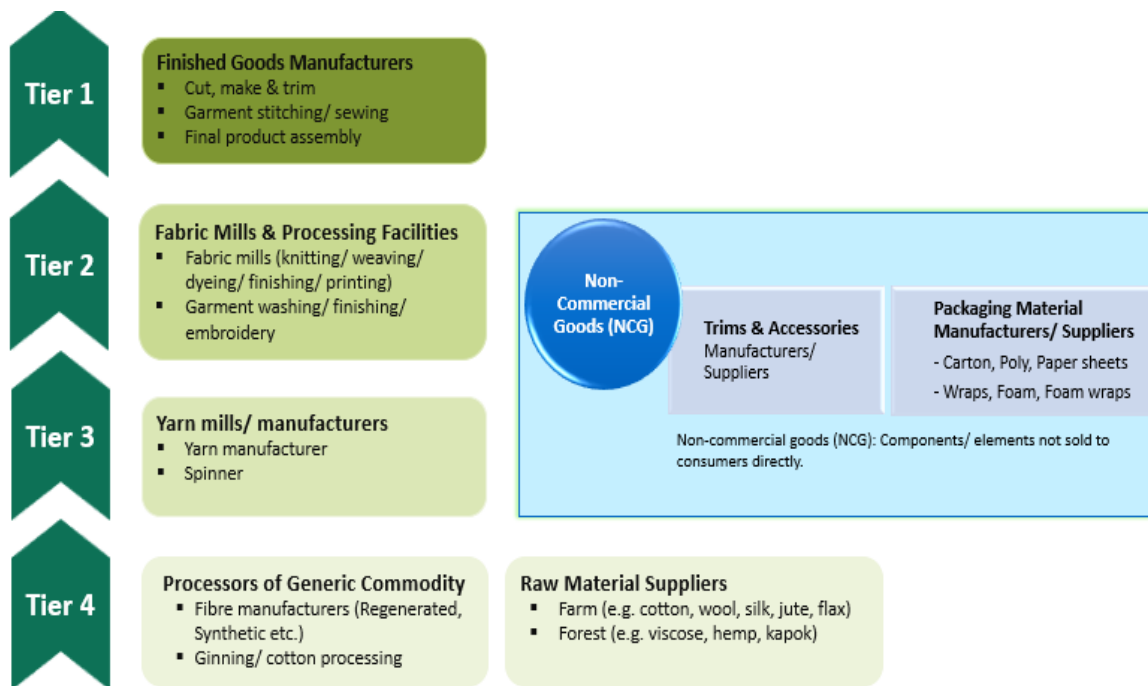 Tier 1
Finished Goods Manufacturers
▪ Cut, make & trim
▪ Garment stitching/ sewing
▪ Final product assembly
Tier 2
Fabric Mills & Processing Facilities
▪ Fabric mills (knitting/ weaving/
dyeing/ finishing/ printing)
▪ Garment washing/ finishing/
embroidery
Non-
Commercial
Goods (NCG)
Trims & Accessories
Manufacturers/
Suppliers
Packaging Material
Manufacturers/ Suppliers
- Carton, Poly, Paper sheets
- Wraps, Foam, Foam wraps
Non-commercial goods (NCG): Components/ elements not sold to
consumers directly.
Tier 3
Yarn mills/ manufacturers
▪ Yarn manufacturer
▪ Spinner
Tier 4
Processors of Generic Commodity
▪ Fibre manufacturers (Regenerated,
Synthetic etc.)
▪ Ginning/ cotton processing
Raw Material Suppliers
▪ Farm (e.g. cotton, wool, silk, jute, flax)
▪ Forest (e.g. viscose, hemp, kapok)